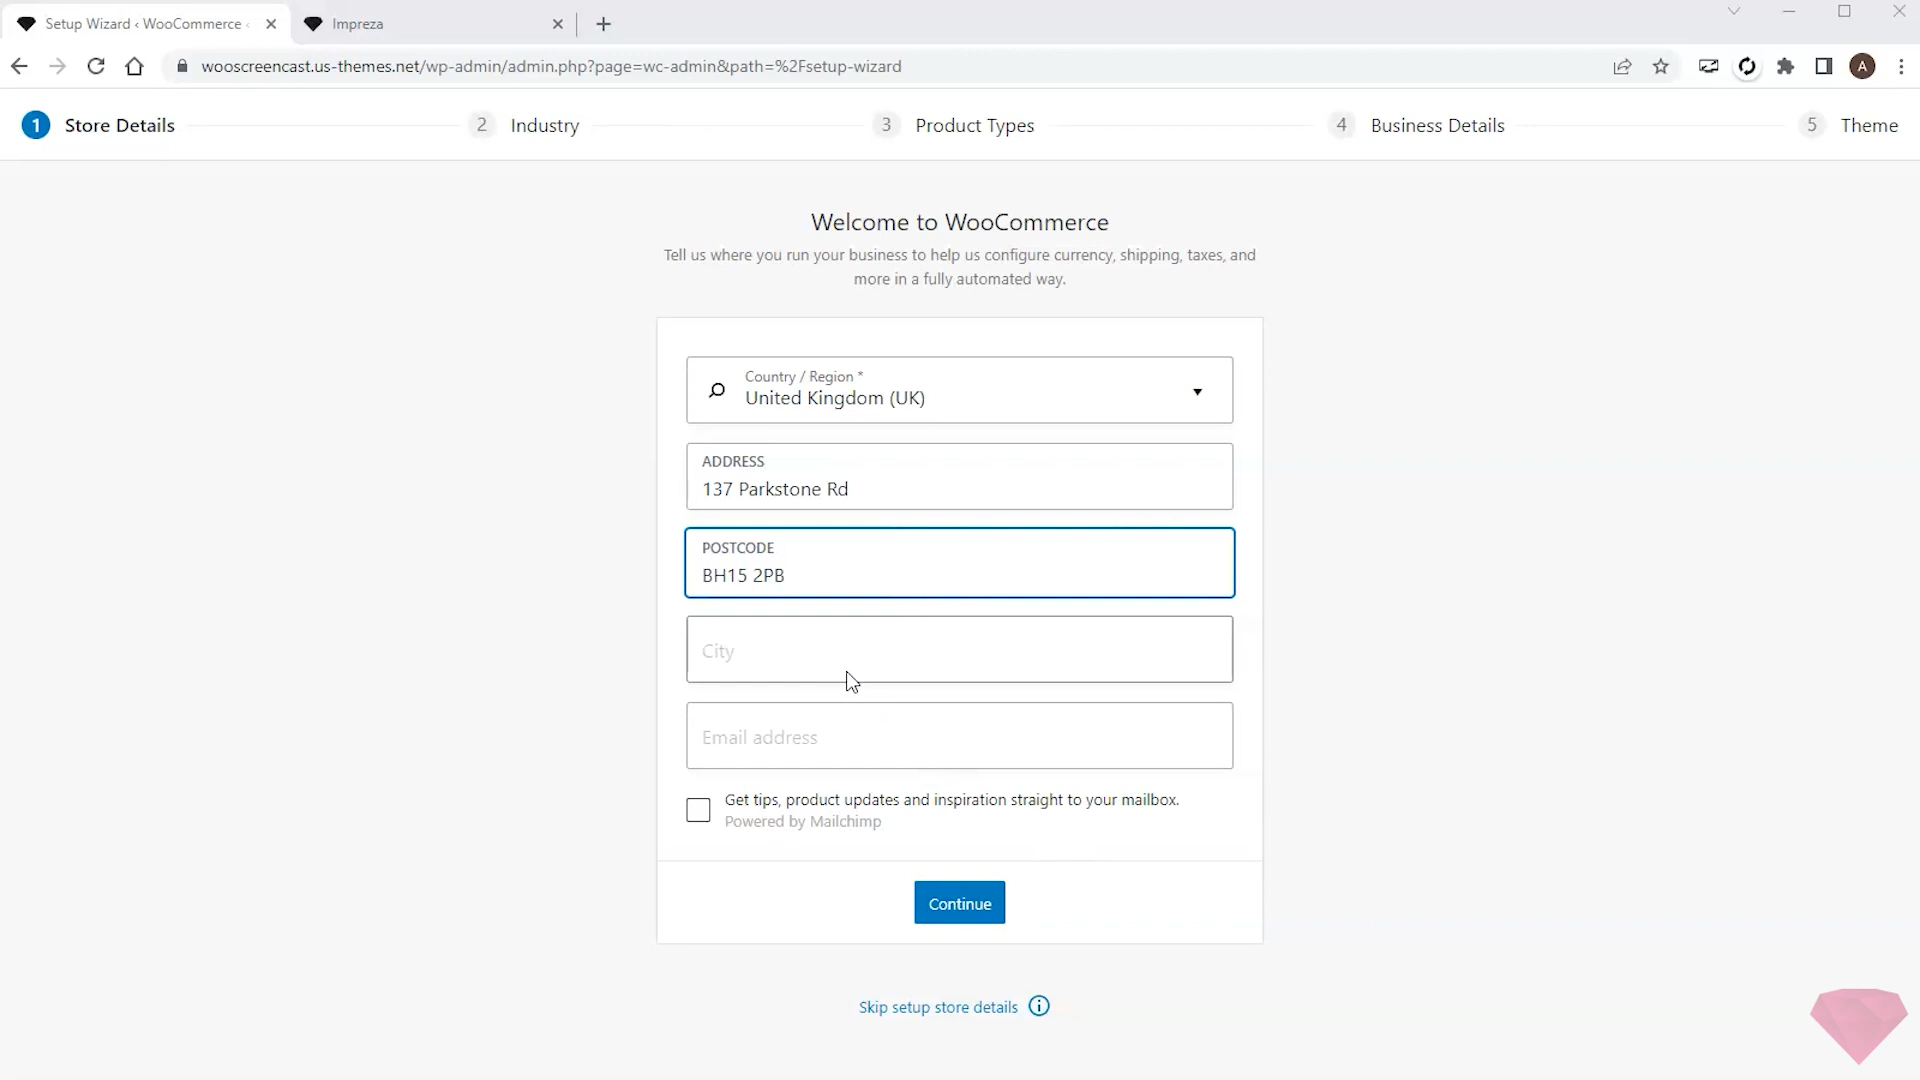 Setup Wizard ‹ WooCommerce ‹
Impreza
wooscreencast.us-themes.net/wp-admin/admin.php?page=wc-admin&path=%2Fsetup-wizard
A
1 Store Details
2 Industry
3 Product Types
4 Business Details
5 Theme
Welcome to WooCommerce
Tell us where you run your business to help us configure currency, shipping, taxes, and
more in a fully automated way.
Country / Region *
United Kingdom (UK)
ADDRESS
137 Parkstone Rd
POSTCODE
BH15 2PB
City
Email address
Get tips, product updates and inspiration straight to your mailbox.
Powered by Mailchimp
Continue
Skip setup store details